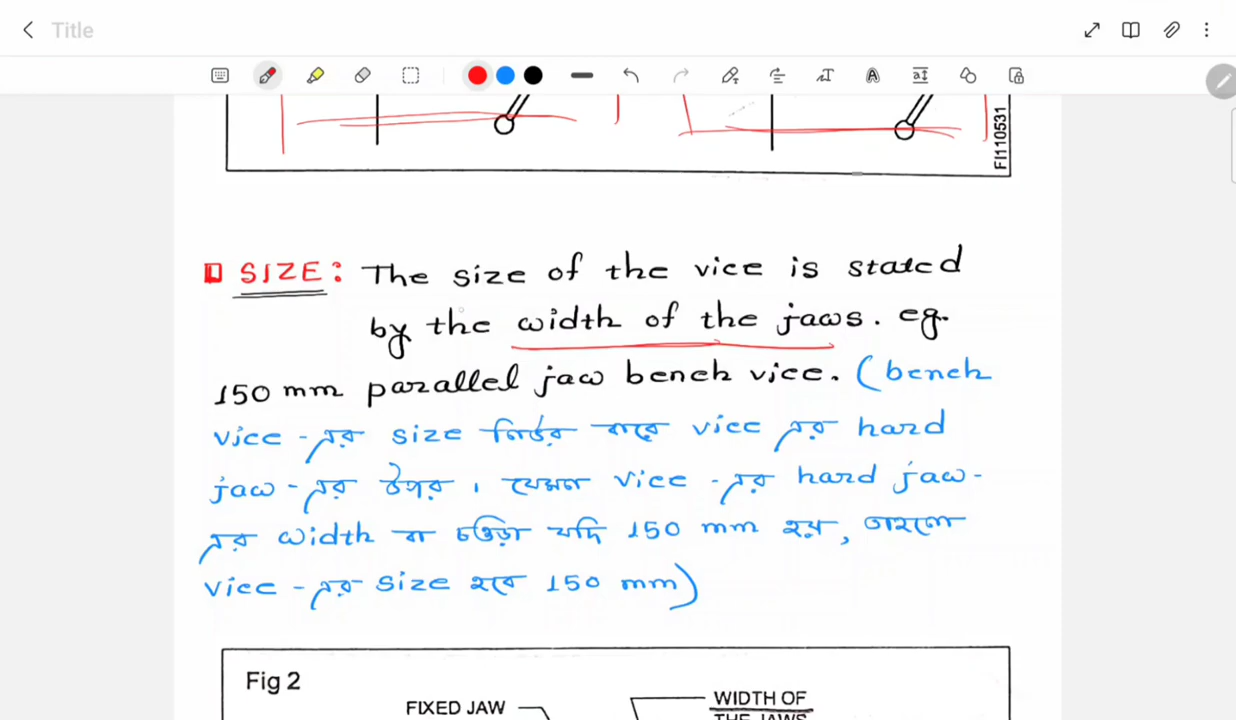 Title
FI110531
SIZE: The size of the vice is stated
by the width of the jaws. eg.
150 mm parallel jaw bench vice. (bench
vice-এর size নির্ভর করে vice এর hard
jaw-এর উপর। যেমন vice-এর hard jaw-
এর width বা চওড়া যদি 150 mm হয়, তাহলে
vice-এর size হবে 150 mm)
Fig 2
FIXED JAW
WIDTH OF
THE JAWS